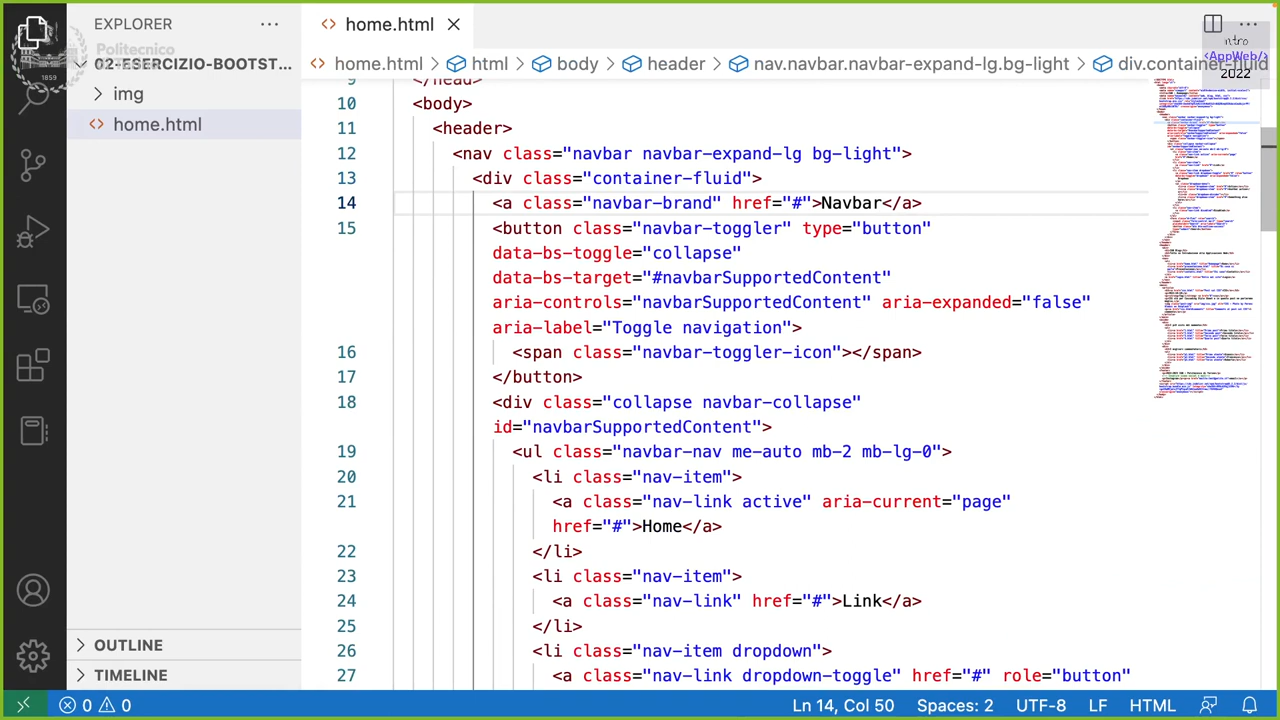 EXPLORER
home.html
Politecnico
1859
02-ESERCIZIO-BOOTST...
home.html > html > body > header > nav.navbar.navbar-expand-lg.bg-light > div.container-fluid
ntro
<AppWeb/>
2022
img
home.html
9 </head>
10 <body>
11 <header>
12 <nav class="navbar navbar-expand-lg bg-light">
13 <div class="container-fluid">
14 <a class="navbar-brand" href="#">Navbar</a>
15 <button class="navbar-toggler" type="button"
data-bs-toggle="collapse"
data-bs-target="#navbarSupportedContent"
aria-controls="navbarSupportedContent" aria-expanded="false"
aria-label="Toggle navigation">
16 <span class="navbar-toggler-icon"></span>
17 </button>
18 <div class="collapse navbar-collapse"
id="navbarSupportedContent">
19 <ul class="navbar-nav me-auto mb-2 mb-lg-0">
20 <li class="nav-item">
21 <a class="nav-link active" aria-current="page"
href="#">Home</a>
22 </li>
23 <li class="nav-item">
24 <a class="nav-link" href="#">Link</a>
25 </li>
26 <li class="nav-item dropdown">
27 <a class="nav-link dropdown-toggle" href="#" role="button"
OUTLINE
TIMELINE
0 0
Ln 14, Col 50 Spaces: 2 UTF-8 LF HTML